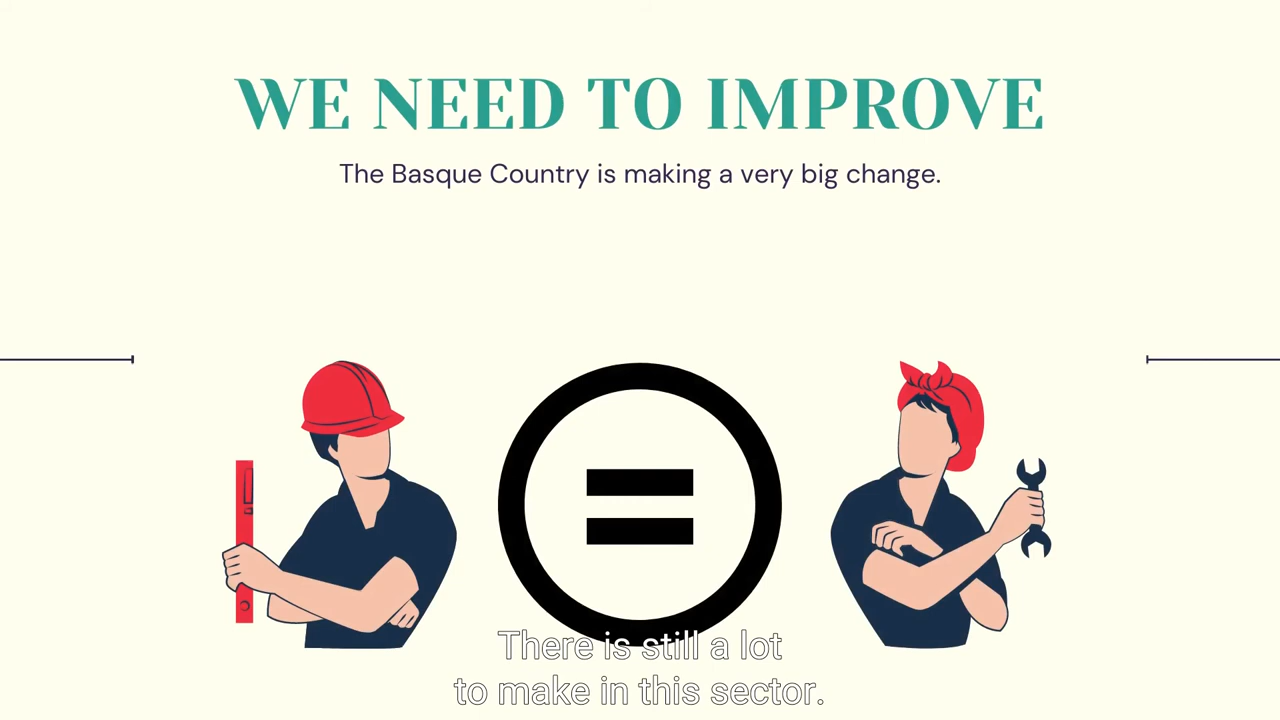 WE NEED TO IMPROVE
The Basque Country is making a very big change.
There is still a lot
to make in this sector.